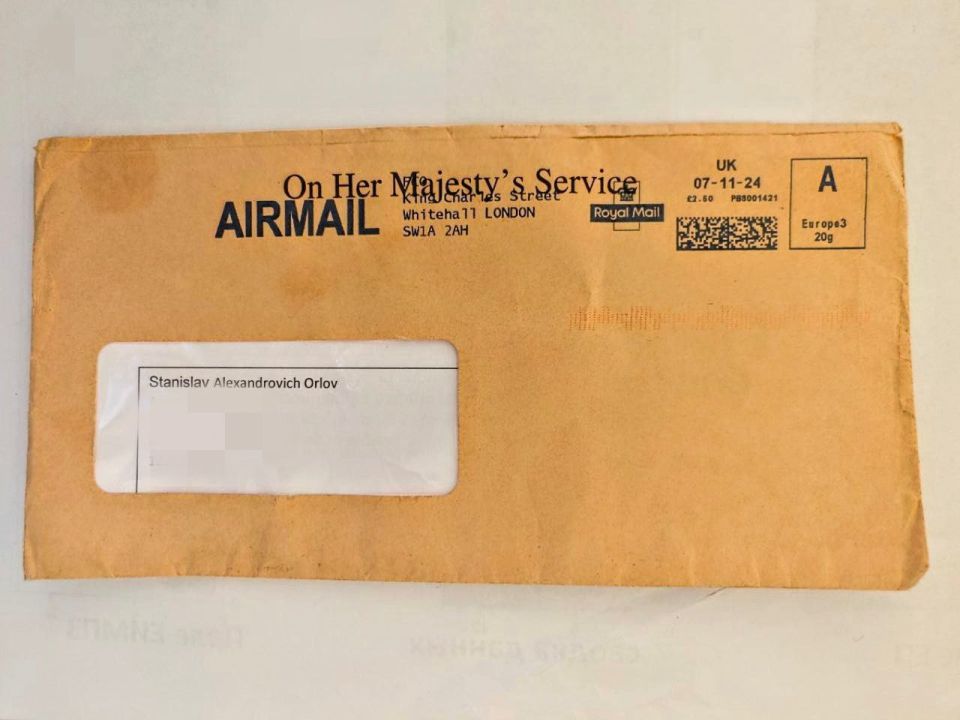 On Her Majesty's Service
AIRMAIL
King Charles Street
Whitehall LONDON
SW1A 2AH
Royal Mail
UK
07-11-24
£2.50 PB8001421
A
Europe3
20g
Stanislav Alexandrovich Orlov